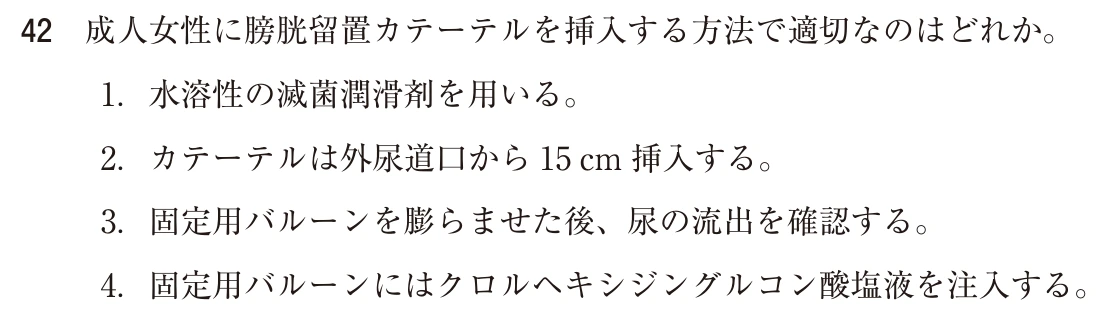 42 成人女性に膀胱留置カテーテルを挿入する方法で適切なのはどれか。
1. 水溶性の滅菌潤滑剤を用いる。
2. カテーテルは外尿道口から 15 cm 挿入する。
3. 固定用バルーンを膨らませた後、尿の流出を確認する。
4. 固定用バルーンにはクロルヘキシジングルコン酸塩液を注入する。